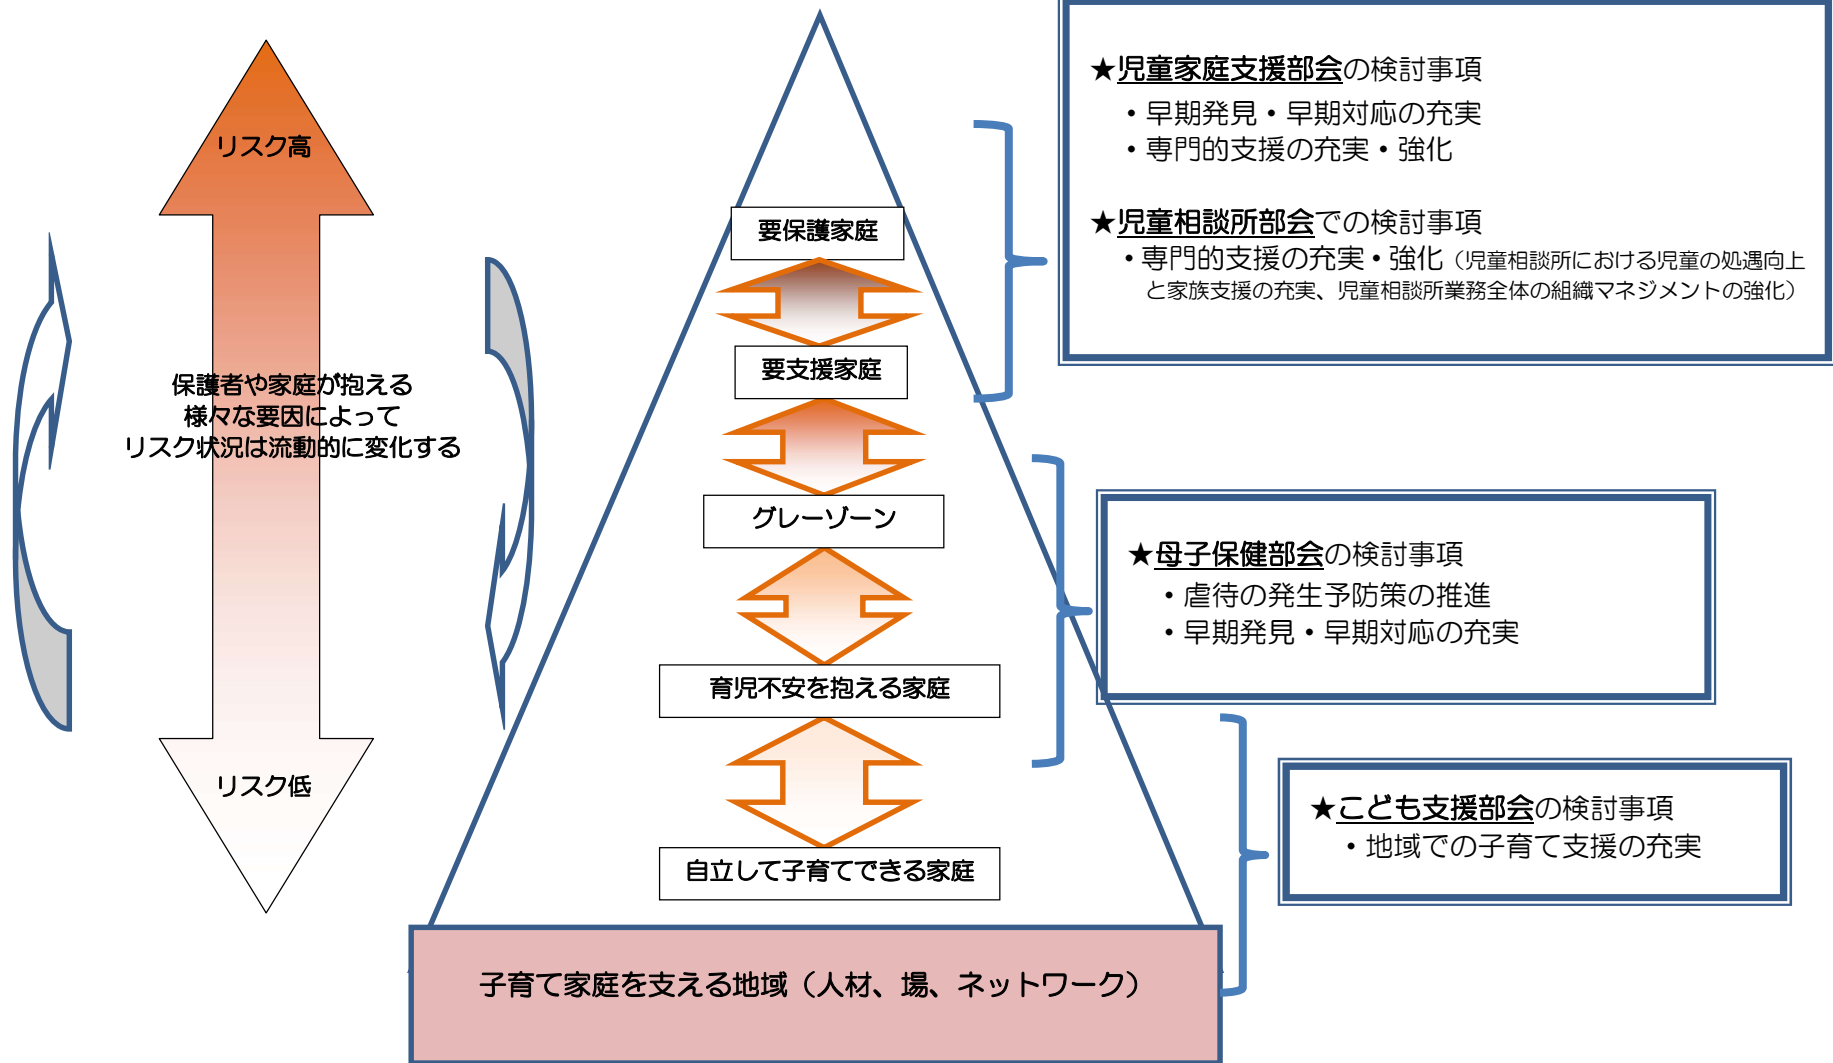 リスク高
保護者や家庭が抱える
様々な要因によって
リスク状況は流動的に変化する
リスク低
要保護家庭
要支援家庭
グレーゾーン
育児不安を抱える家庭
自立して子育てできる家庭
子育て家庭を支える地域（人材、場、ネットワーク）
★児童家庭支援部会の検討事項
・早期発見・早期対応の充実
・専門的支援の充実・強化
★児童相談所部会での検討事項
・専門的支援の充実・強化（児童相談所における児童の処遇向上
と家族支援の充実、児童相談所業務全体の組織マネジメントの強化）
★母子保健部会の検討事項
・虐待の発生予防策の推進
・早期発見・早期対応の充実
★こども支援部会の検討事項
・地域での子育て支援の充実